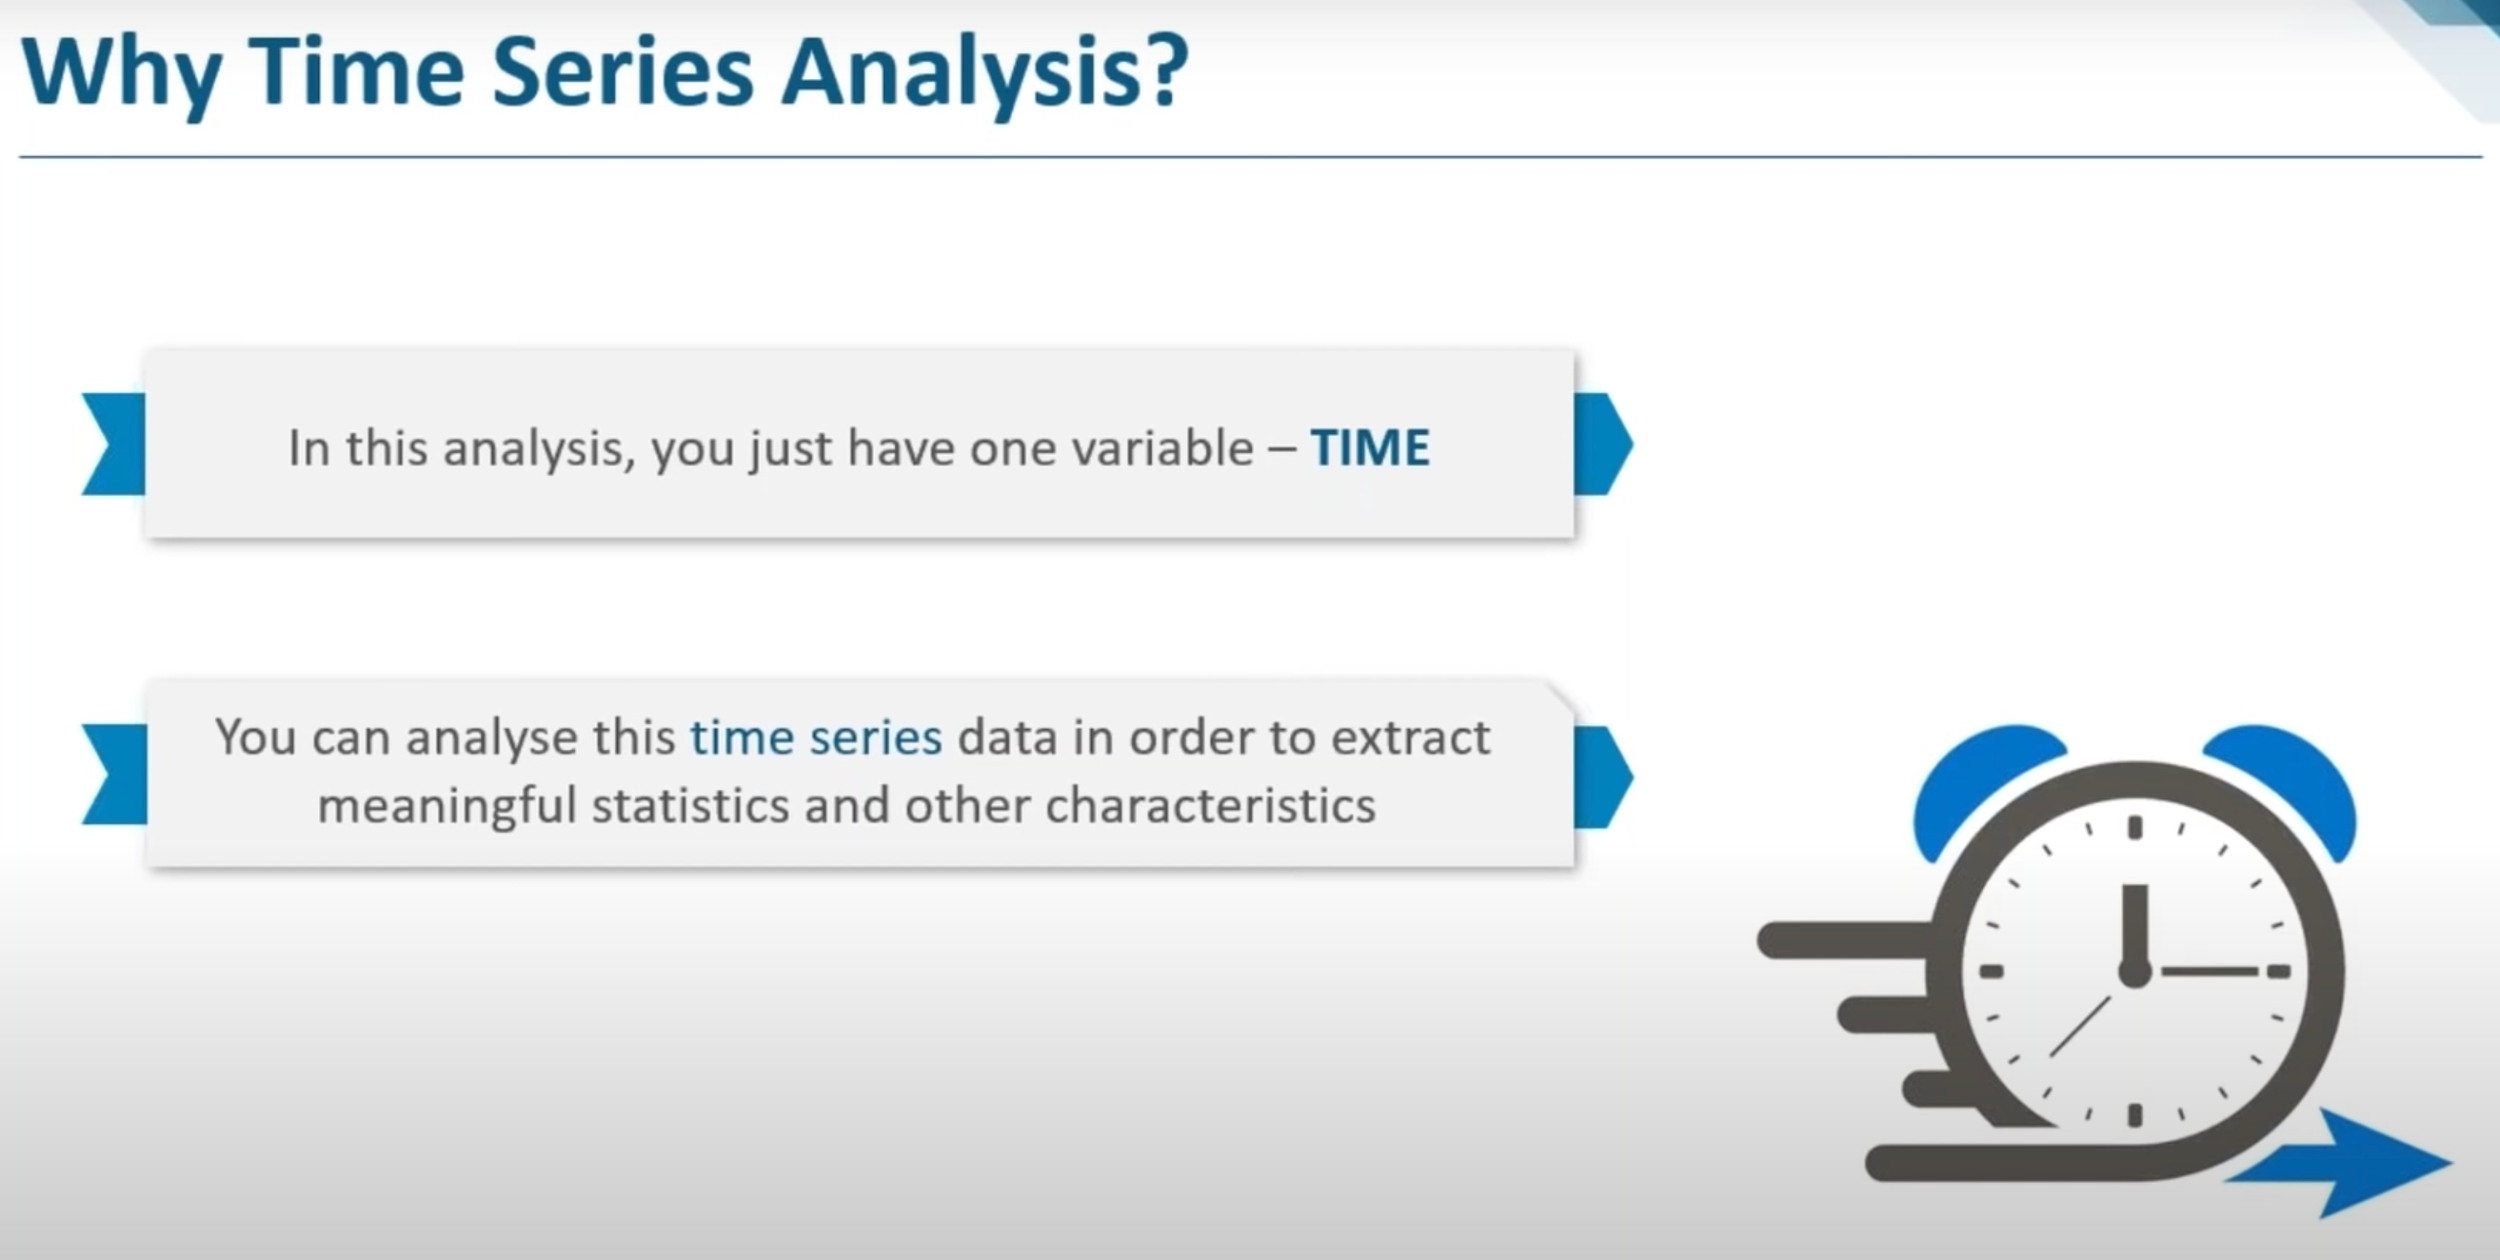 Why Time Series Analysis?
In this analysis, you just have one variable – TIME
You can analyse this time series data in order to extract
meaningful statistics and other characteristics